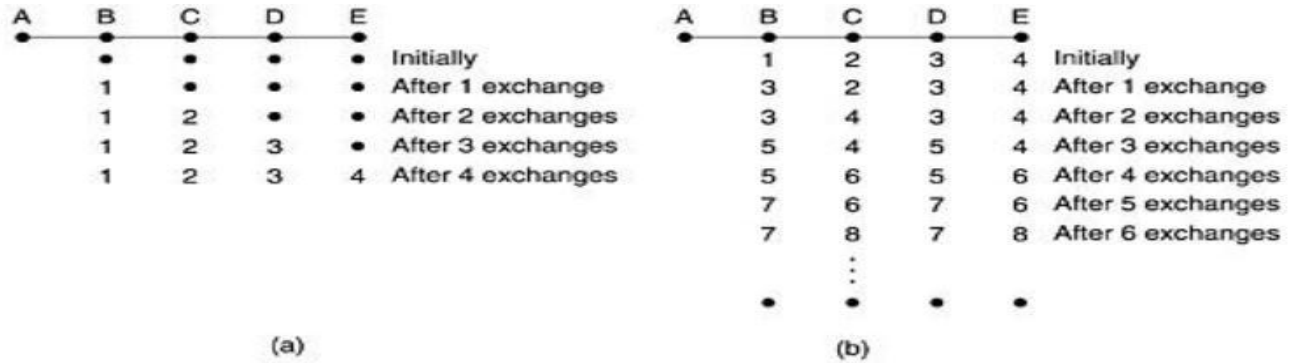 A B C D E
Initially
1 After 1 exchange
1 2 After 2 exchanges
1 2 3 After 3 exchanges
1 2 3 4 After 4 exchanges
(a)
A B C D E
1 2 3 4 Initially
3 2 3 4 After 1 exchange
3 4 3 4 After 2 exchanges
5 4 5 4 After 3 exchanges
5 6 5 6 After 4 exchanges
7 6 7 6 After 5 exchanges
7 8 7 8 After 6 exchanges
(b)